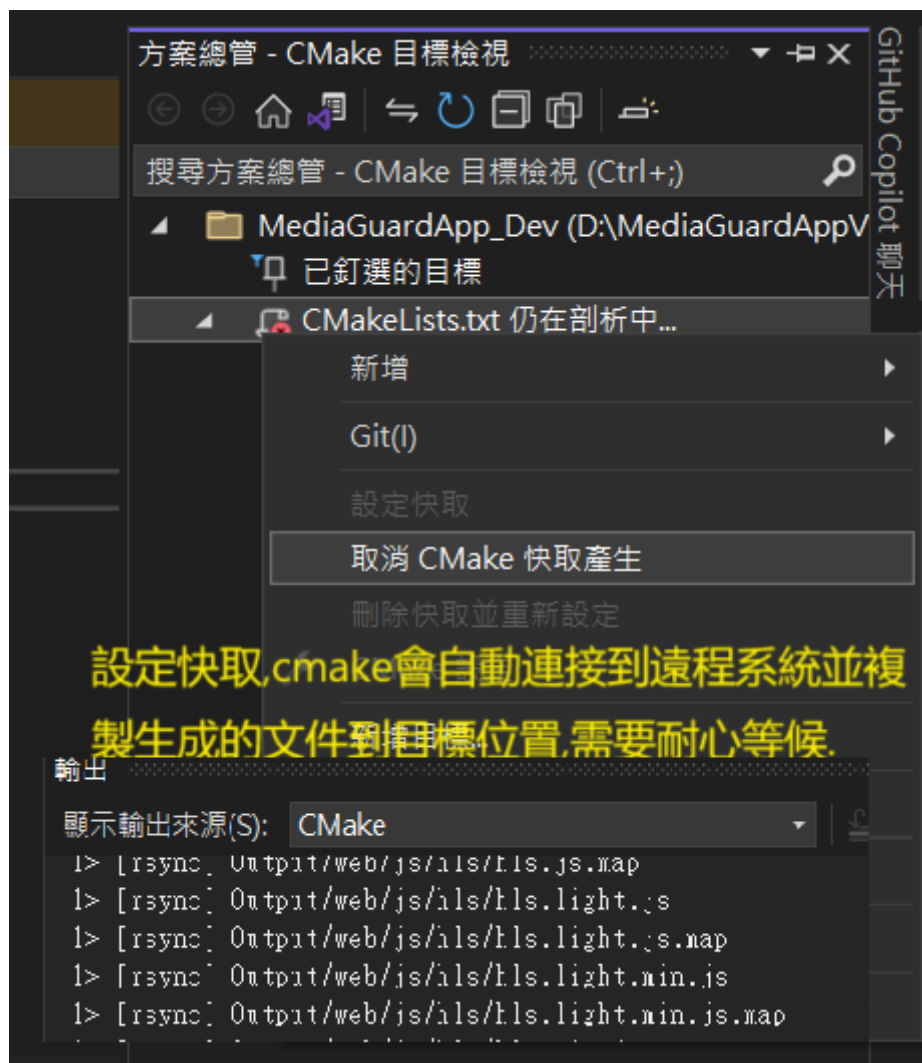 方案總管 - CMake 目標檢視
GitHub Copilot 聊天
搜尋方案總管 - CMake 目標檢視 (Ctrl+;)
MediaGuardApp_Dev (D:\MediaGuardAppV
已釘選的目標
CMakeLists.txt 仍在剖析中...
新增
Git(I)
設定快取
取消 CMake 快取產生
刪除快取並重新設定
設定快取,cmake會自動連接到遠程系統並複
製生成的文件到目標位置,需要耐心等候.
輸出
顯示輸出來源(S): CMake
1> [rsync] Output/web/js/hls/hls.js.map
1> [rsync] Output/web/js/hls/hls.light.js
1> [rsync] Output/web/js/hls/hls.light.js.map
1> [rsync] Output/web/js/hls/hls.light.min.js
1> [rsync] Output/web/js/hls/hls.light.min.js.map